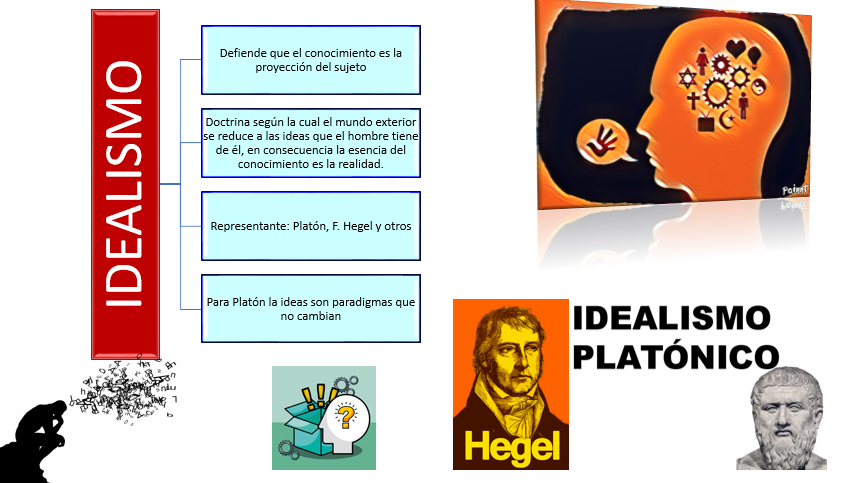 IDEALISMO
Defiende que el conocimiento es la
proyección del sujeto
Doctrina según la cual el mundo exterior
se reduce a las ideas que el hombre tiene
de él, en consecuencia la esencia del
conocimiento es la realidad.
Representante: Platón, F. Hegel y otros
Para Platón la ideas son paradigmas que
no cambian
IDEALISMO
PLATÓNICO
Hegel